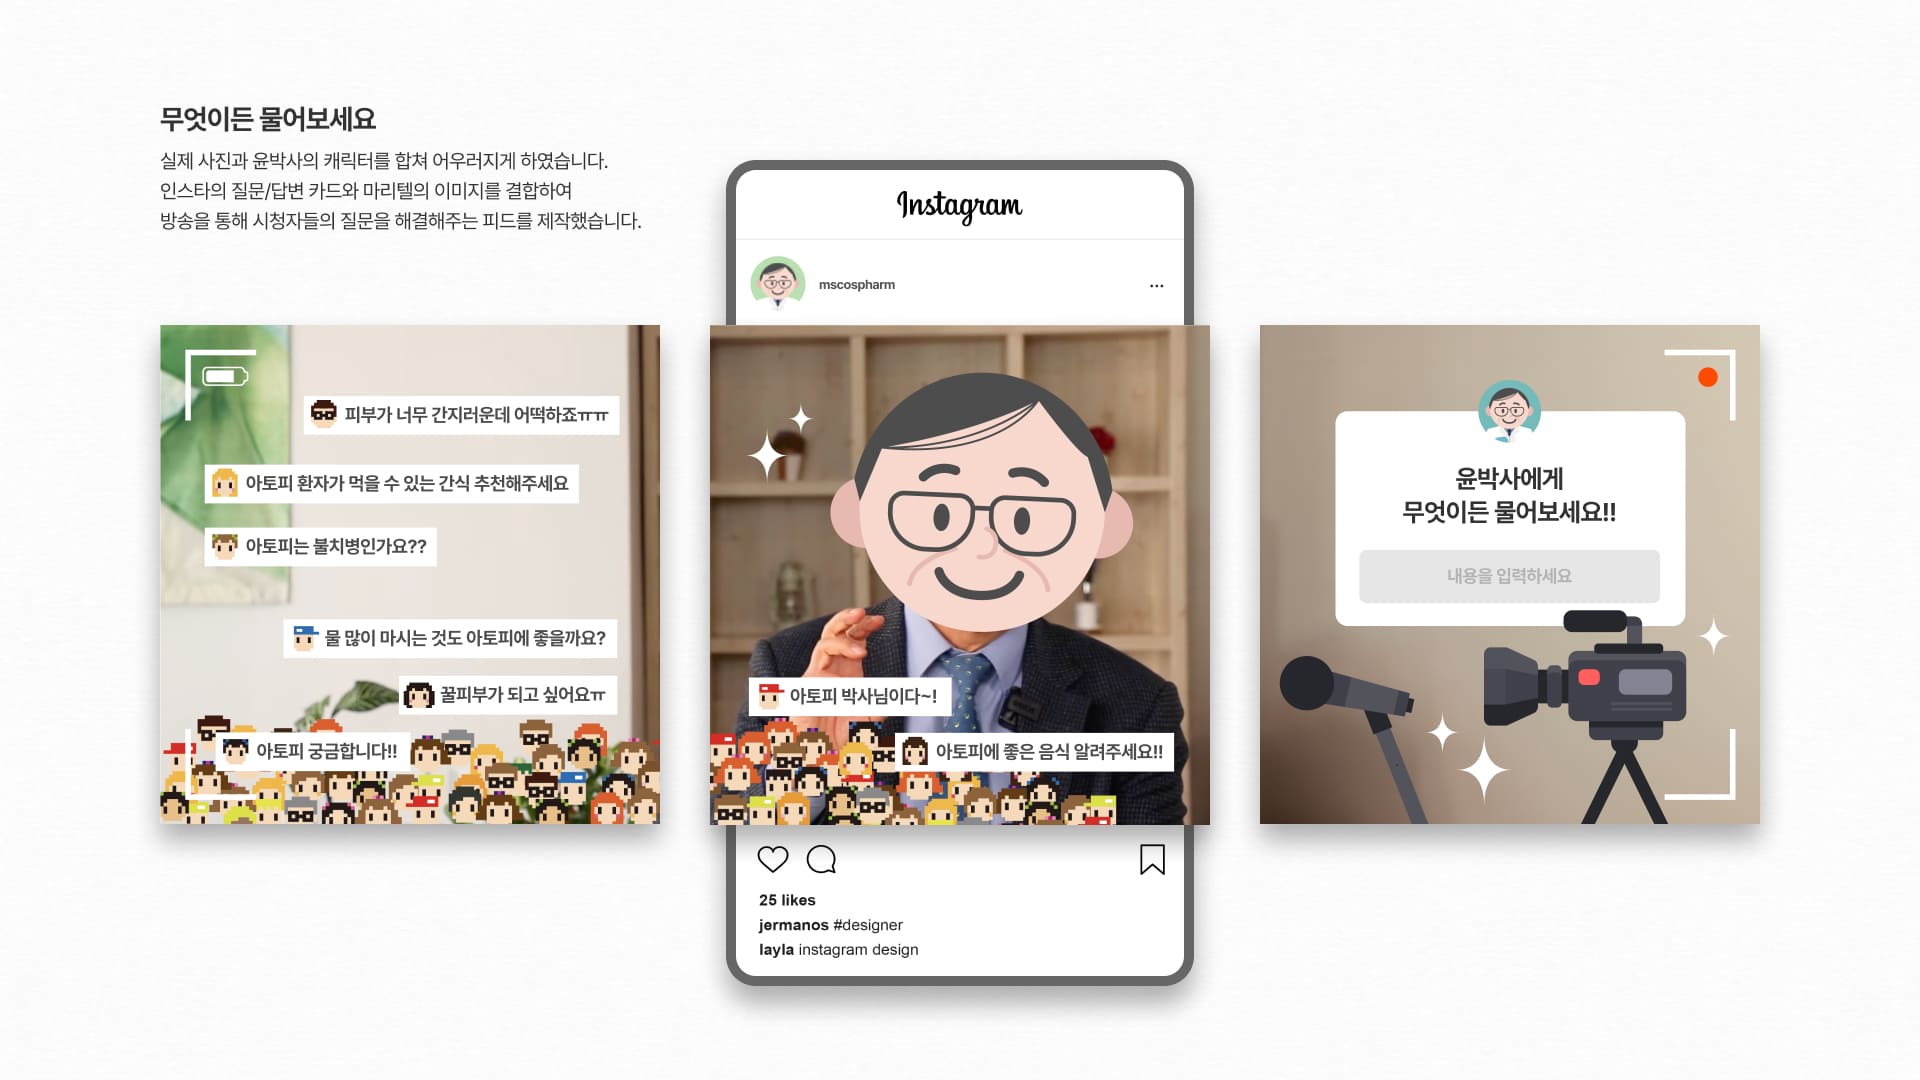 무엇이든 물어보세요
실제 사진과 윤박사의 캐릭터를 합쳐 어우러지게 하였습니다.
인스타의 질문/답변 카드와 마리텔의 이미지를 결합하여
방송을 통해 시청자들의 질문을 해결해주는 피드를 제작했습니다.
피부가 너무 간지러운데 어떡하죠ㅠㅠ
아토피 환자가 먹을 수 있는 간식 추천해주세요
아토피는 불치병인가요??
물 많이 마시는 것도 아토피에 좋을까요?
꿀피부가 되고 싶어요ㅠ
아토피 궁금합니다!!
Instagram
mscospharm
아토피 박사님이다~!
아토피에 좋은 음식 알려주세요!!
25 likes
jermanos #designer
layla instagram design
윤박사에게
무엇이든 물어보세요!!
내용을 입력하세요